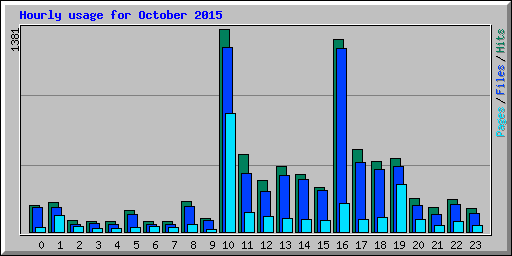 Hourly usage for October 2015
1381
Pages/Files/Hits
0 1 2 3 4 5 6 7 8 9 10 11 12 13 14 15 16 17 18 19 20 21 22 23